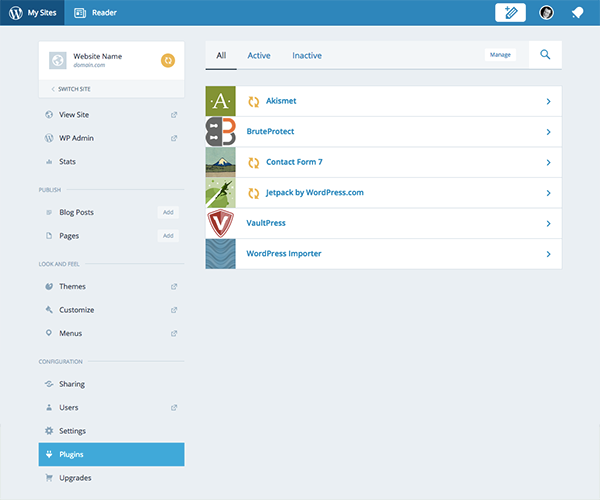 My Sites
Reader
Website Name
domain.com
SWITCH SITE
View Site
WP Admin
Stats
PUBLISH
Blog Posts Add
Pages Add
LOOK AND FEEL
Themes
Customize
Menus
CONFIGURATION
Sharing
Users
Settings
Plugins
Upgrades
All Active Inactive Manage
·A· Akismet
BruteProtect
Contact Form 7
Jetpack by WordPress.com
V VaultPress
WordPress Importer